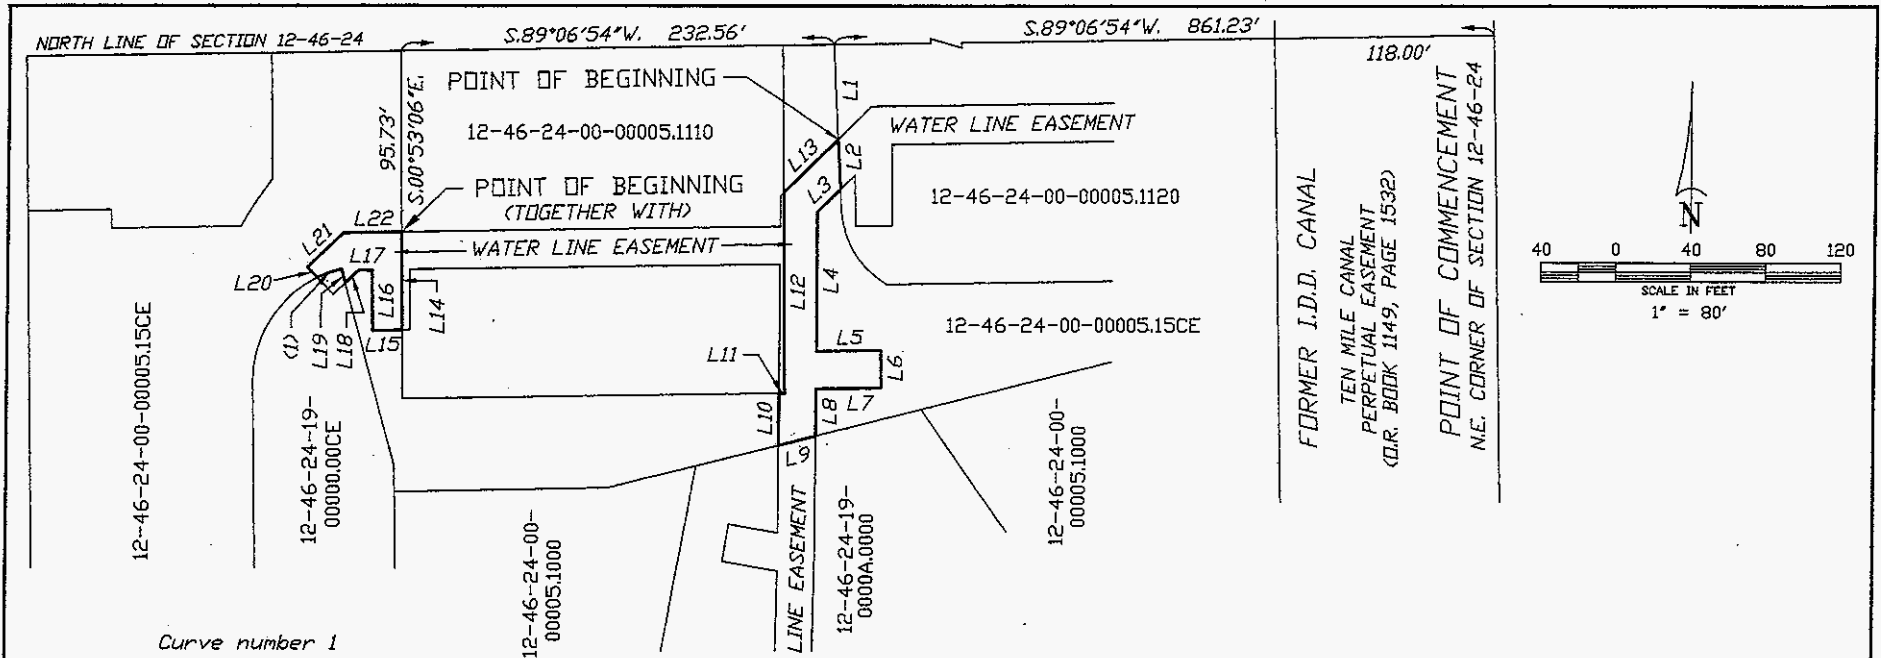 NORTH LINE OF SECTION 12-46-24
S.89°06'54"W. 232.56'
S.89°06'54"W. 861.23'
118.00'
POINT OF BEGINNING
L1
95.73'
S.00°53'06"E.
12-46-24-00-00005.1110
WATER LINE EASEMENT
L13
L2
POINT OF BEGINNING
(TOGETHER WITH)
L3
12-46-24-00-00005.1120
L22
L21
L17
WATER LINE EASEMENT
L20
L16
L14
L12
L4
(1)
L19
L18
L15
12-46-24-00-00005.15CE
L11
L5
L6
L10
L8
L7
L9
12-46-24-00-00005.15CE
12-46-24-19-
00000.00CE
12-46-24-00-
00005.1000
LINE EASEMENT
12-46-24-19-
0000A.0000
12-46-24-00-
00005.1000
FORMER I.D.D. CANAL
TEN MILE CANAL
PERPETUAL EASEMENT
(O.R. BOOK 1149, PAGE 1532)
POINT OF COMMENCEMENT
N.E. CORNER OF SECTION 12-46-24
N
40 0 40 80 120
SCALE IN FEET
1" = 80'
Curve number 1